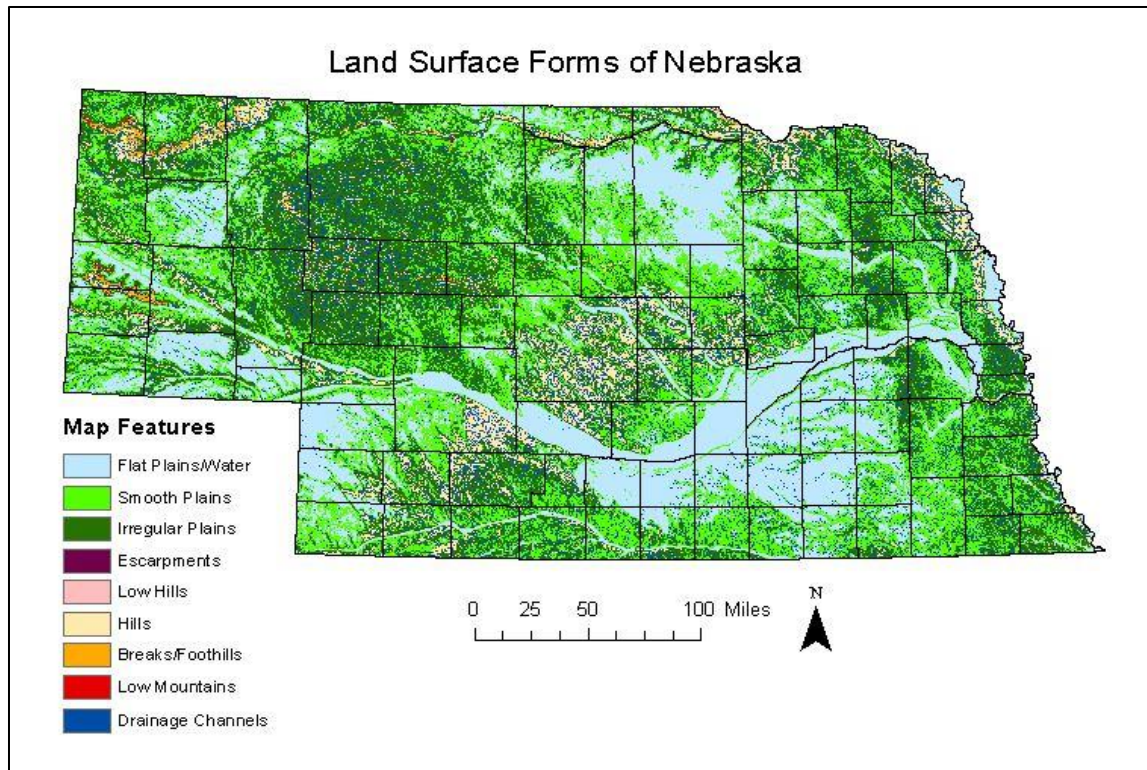 Land Surface Forms of Nebraska
Map Features
Flat Plains/Water
Smooth Plains
Irregular Plains
Escarpments
Low Hills
Hills
Breaks/Foothills
Low Mountains
Drainage Channels
0 25 50 100 Miles
N